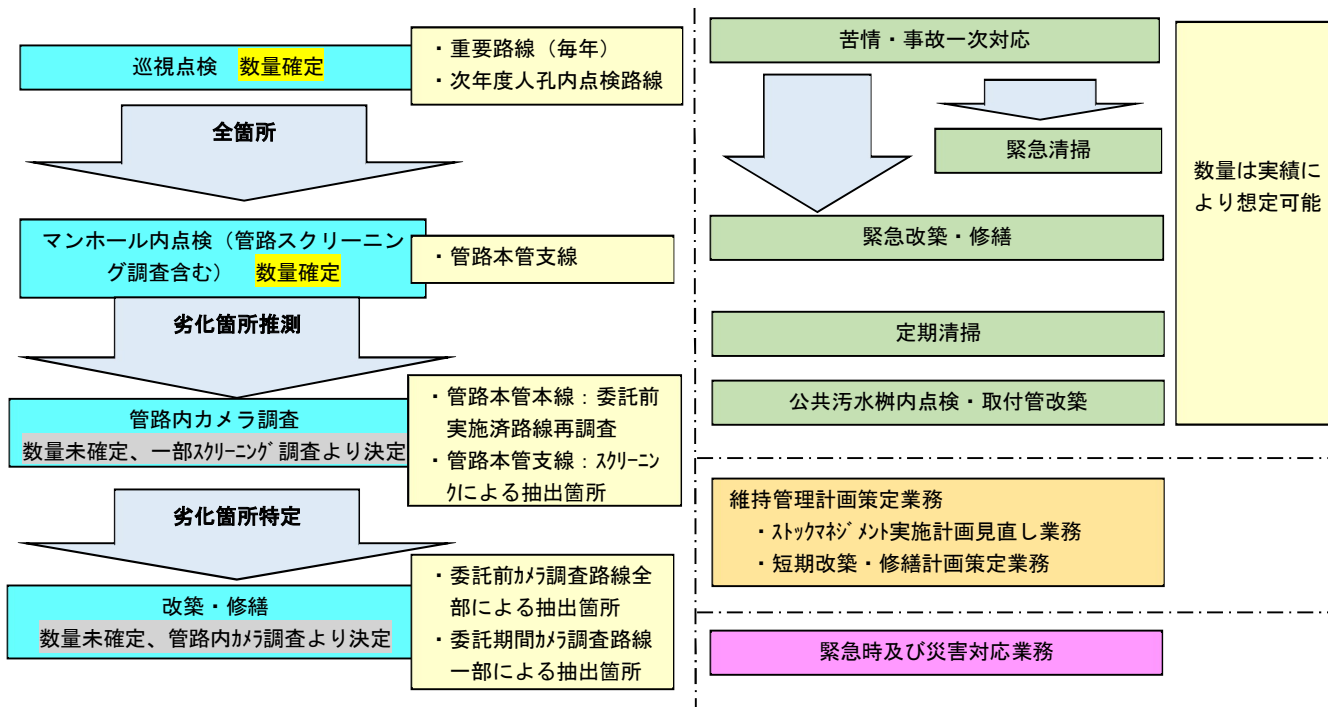 巡視点検　数量確定
・重要路線（毎年）
・次年度人孔内点検路線
全箇所
マンホール内点検（管路スクリーニン
グ調査含む）　数量確定
・管路本管支線
劣化箇所推測
管路内カメラ調査
数量未確定、一部ｽｸﾘｰﾆﾝｸﾞ調査より決定
・管路本管本線：委託前
実施済路線再調査
・管路本管支線：ｽｸﾘｰﾆﾝ
ｸによる抽出箇所
劣化箇所特定
改築・修繕
数量未確定、管路内ｶﾒﾗ調査より決定
・委託前ｶﾒﾗ調査路線全
部による抽出箇所
・委託期間ｶﾒﾗ調査路線
一部による抽出箇所
苦情・事故一次対応
緊急清掃
緊急改築・修繕
定期清掃
公共汚水桝内点検・取付管改築
数量は実績に
より想定可能
維持管理計画策定業務
・ｽﾄｯｸﾏﾈｼﾞﾒﾝﾄ実施計画見直し業務
・短期改築・修繕計画策定業務
緊急時及び災害対応業務